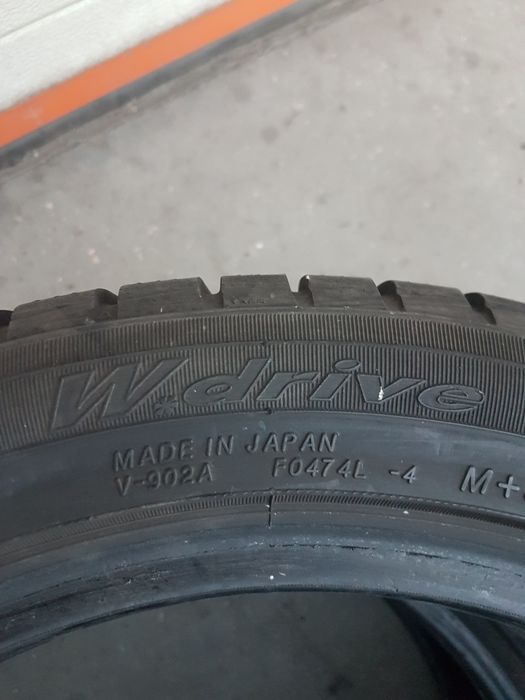 W.drive
MADE IN JAPAN
V-902A F0474L -4 M+